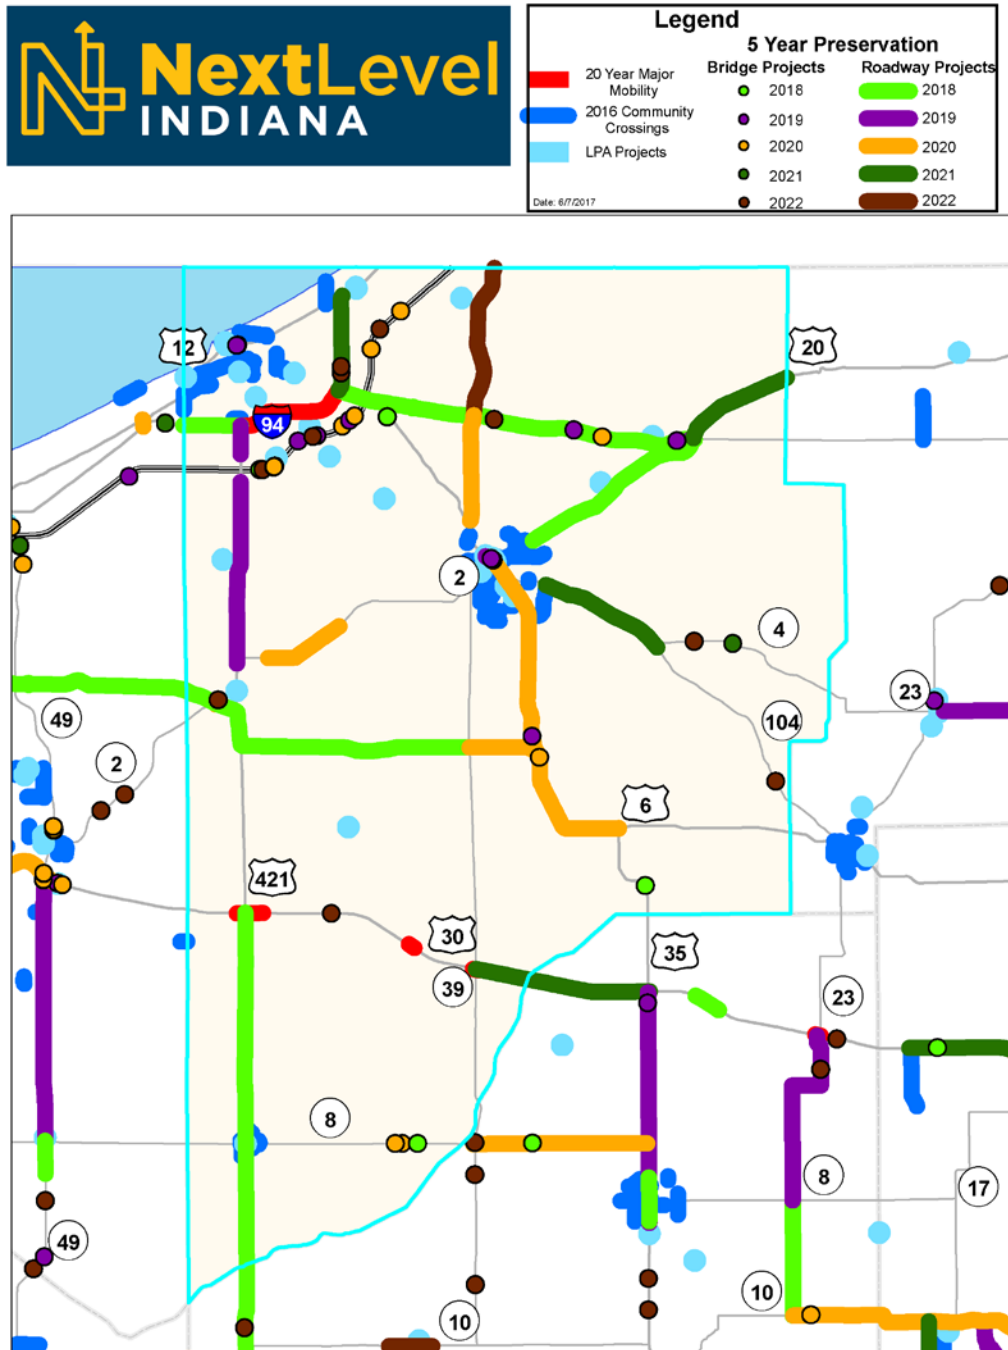 NextLevel
INDIANA
Legend
5 Year Preservation
Bridge Projects
Roadway Projects
20 Year Major
Mobility
2016 Community
Crossings
LPA Projects
2018
2019
2020
2021
2022
2018
2019
2020
2021
2022
Date: 6/7/2017
12
20
94
2
4
23
49
104
2
6
421
30
35
39
23
8
8
17
49
10
10